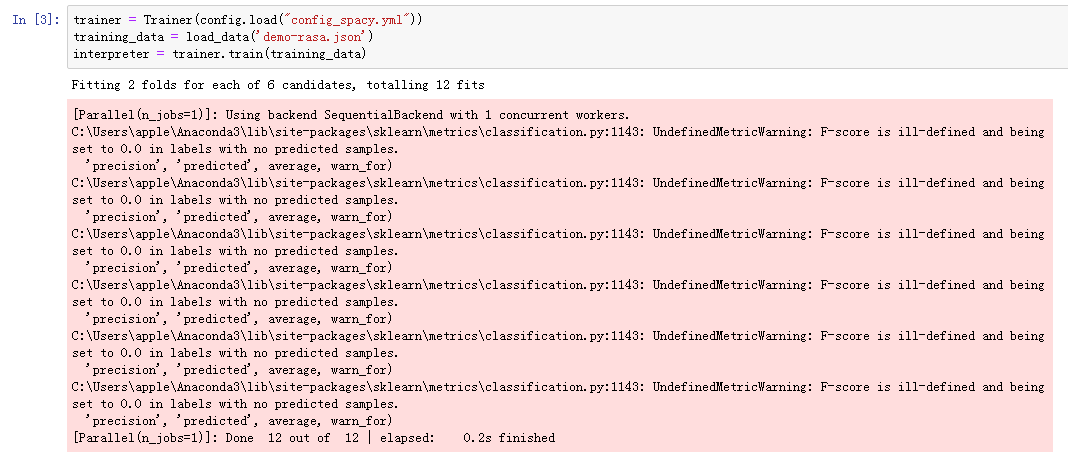 In [3]: trainer = Trainer(config.load("config_spacy.yml"))
training_data = load_data('demo-rasa.json')
interpreter = trainer.train(training_data)
Fitting 2 folds for each of 6 candidates, totalling 12 fits
[Parallel(n_jobs=1)]: Using backend SequentialBackend with 1 concurrent workers.
C:\Users\apple\Anaconda3\lib\site-packages\sklearn\metrics\classification.py:1143: UndefinedMetricWarning: F-score is ill-defined and being
set to 0.0 in labels with no predicted samples.
'precision', 'predicted', average, warn_for)
C:\Users\apple\Anaconda3\lib\site-packages\sklearn\metrics\classification.py:1143: UndefinedMetricWarning: F-score is ill-defined and being
set to 0.0 in labels with no predicted samples.
'precision', 'predicted', average, warn_for)
C:\Users\apple\Anaconda3\lib\site-packages\sklearn\metrics\classification.py:1143: UndefinedMetricWarning: F-score is ill-defined and being
set to 0.0 in labels with no predicted samples.
'precision', 'predicted', average, warn_for)
C:\Users\apple\Anaconda3\lib\site-packages\sklearn\metrics\classification.py:1143: UndefinedMetricWarning: F-score is ill-defined and being
set to 0.0 in labels with no predicted samples.
'precision', 'predicted', average, warn_for)
C:\Users\apple\Anaconda3\lib\site-packages\sklearn\metrics\classification.py:1143: UndefinedMetricWarning: F-score is ill-defined and being
set to 0.0 in labels with no predicted samples.
'precision', 'predicted', average, warn_for)
C:\Users\apple\Anaconda3\lib\site-packages\sklearn\metrics\classification.py:1143: UndefinedMetricWarning: F-score is ill-defined and being
set to 0.0 in labels with no predicted samples.
'precision', 'predicted', average, warn_for)
[Parallel(n_jobs=1)]: Done  12 out of  12 | elapsed:    0.2s finished